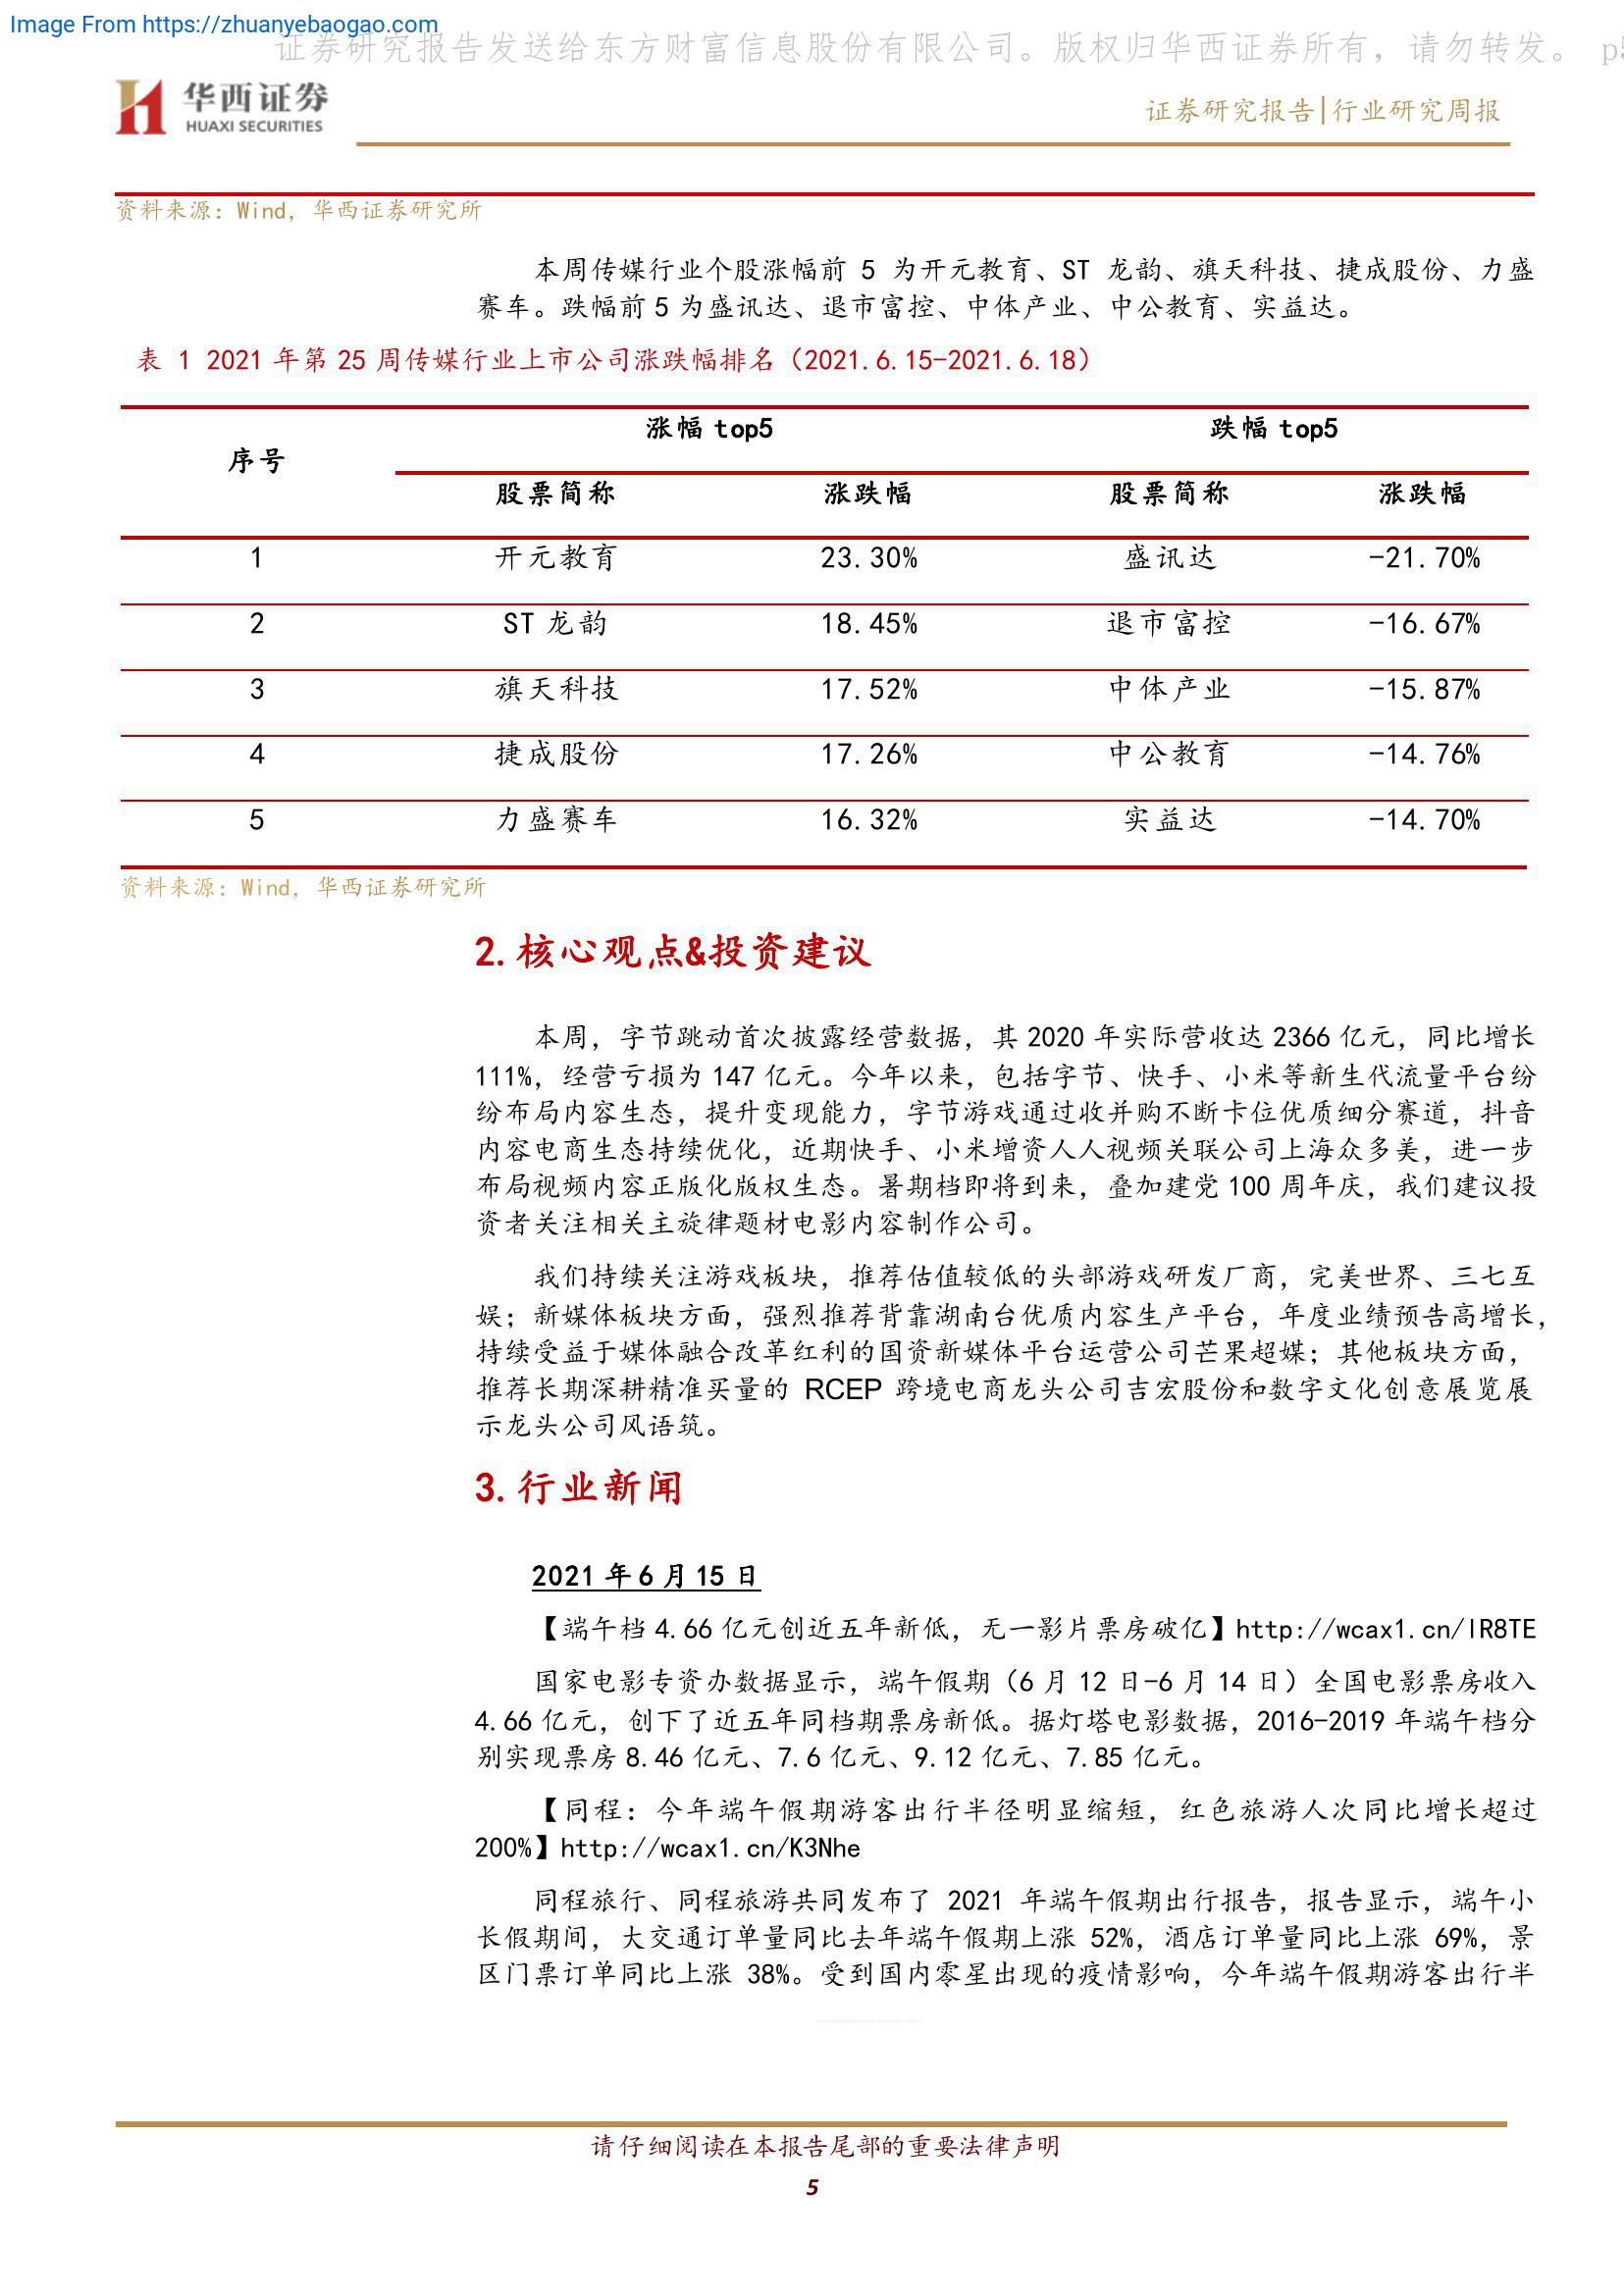 Image From https://zhuanyebaogao.com
证券研究报告发送给东方财富信息股份有限公司。版权归华西证券所有，请勿转发。 p5
华西证券
HUAXI SECURITIES
证券研究报告|行业研究周报
资料来源：Wind，华西证券研究所
本周传媒行业个股涨幅前 5 为开元教育、ST 龙韵、旗天科技、捷成股份、力盛
赛车。跌幅前 5 为盛讯达、退市富控、中体产业、中公教育、实益达。
表 1 2021 年第 25 周传媒行业上市公司涨跌幅排名（2021.6.15-2021.6.18）
序号 涨幅 top5 跌幅 top5
股票简称 涨跌幅 股票简称 涨跌幅
1 开元教育 23.30% 盛讯达 -21.70%
2 ST 龙韵 18.45% 退市富控 -16.67%
3 旗天科技 17.52% 中体产业 -15.87%
4 捷成股份 17.26% 中公教育 -14.76%
5 力盛赛车 16.32% 实益达 -14.70%
资料来源：Wind，华西证券研究所
2.核心观点&投资建议
本周，字节跳动首次披露经营数据，其 2020 年实际营收达 2366 亿元，同比增长
111%，经营亏损为 147 亿元。今年以来，包括字节、快手、小米等新生代流量平台纷
纷布局内容生态，提升变现能力，字节游戏通过收并购不断卡位优质细分赛道，抖音
内容电商生态持续优化，近期快手、小米增资人人视频关联公司上海众多美，进一步
布局视频内容正版化版权生态。暑期档即将到来，叠加建党 100 周年庆，我们建议投
资者关注相关主旋律题材电影内容制作公司。
我们持续关注游戏板块，推荐估值较低的头部游戏研发厂商，完美世界、三七互
娱；新媒体板块方面，强烈推荐背靠湖南台优质内容生产平台，年度业绩预告高增长，
持续受益于媒体融合改革红利的国资新媒体平台运营公司芒果超媒；其他板块方面，
推荐长期深耕精准买量的 RCEP 跨境电商龙头公司吉宏股份和数字文化创意展览展
示龙头公司风语筑。
3.行业新闻
2021 年 6 月 15 日
【端午档 4.66 亿元创近五年新低，无一影片票房破亿】http://wcax1.cn/lR8TE
国家电影专资办数据显示，端午假期（6 月 12 日-6 月 14 日）全国电影票房收入
4.66 亿元，创下了近五年同档期票房新低。据灯塔电影数据，2016-2019 年端午档分
别实现票房 8.46 亿元、7.6 亿元、9.12 亿元、7.85 亿元。
【同程：今年端午假期游客出行半径明显缩短，红色旅游人次同比增长超过
200%】http://wcax1.cn/K3Nhe
同程旅行、同程旅游共同发布了 2021 年端午假期出行报告，报告显示，端午小
长假期间，大交通订单量同比去年端午假期上涨 52%，酒店订单量同比上涨 69%，景
区门票订单同比上涨 38%。受到国内零星出现的疫情影响，今年端午假期游客出行半
请仔细阅读在本报告尾部的重要法律声明
5